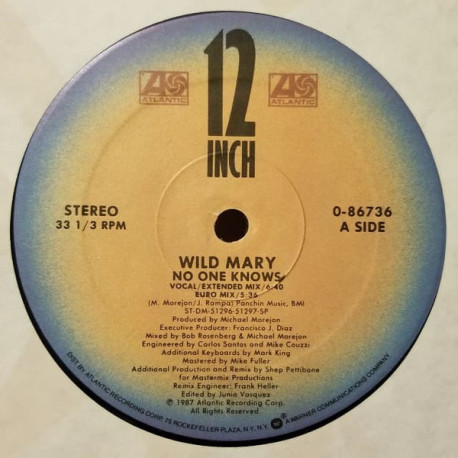 12
INCH
ATLANTIC
ATLANTIC
STEREO
33 1/3 RPM
0-86736
A SIDE
WILD MARY
NO ONE KNOWS
VOCAL/EXTENDED MIX/6:40
EURO MIX/5:36
(M. Morejon/J. Rampa) Panchin Music, BMI
ST-DM-51296-51297-SP
Produced by Michael Morejon
Executive Producer: Francisco J. Diaz
Mixed by Bob Rosenberg & Michael Morejon
Engineered by Carlos Santos and Mike Couzzi
Additional Keyboards by Mark King
Mastered by Mike Fuller
Additional Production and Remix by Shep Pettibone
for Mastermix Productions
Remix Engineer: Frank Heller
Edited by Junio Vasquez
℗ 1987 Atlantic Recording Corp.
All Rights Reserved.
DIST. BY ATLANTIC RECORDING CORP. 75 ROCKEFELLER PLAZA, N.Y., N.Y. A WARNER COMMUNICATIONS COMPANY